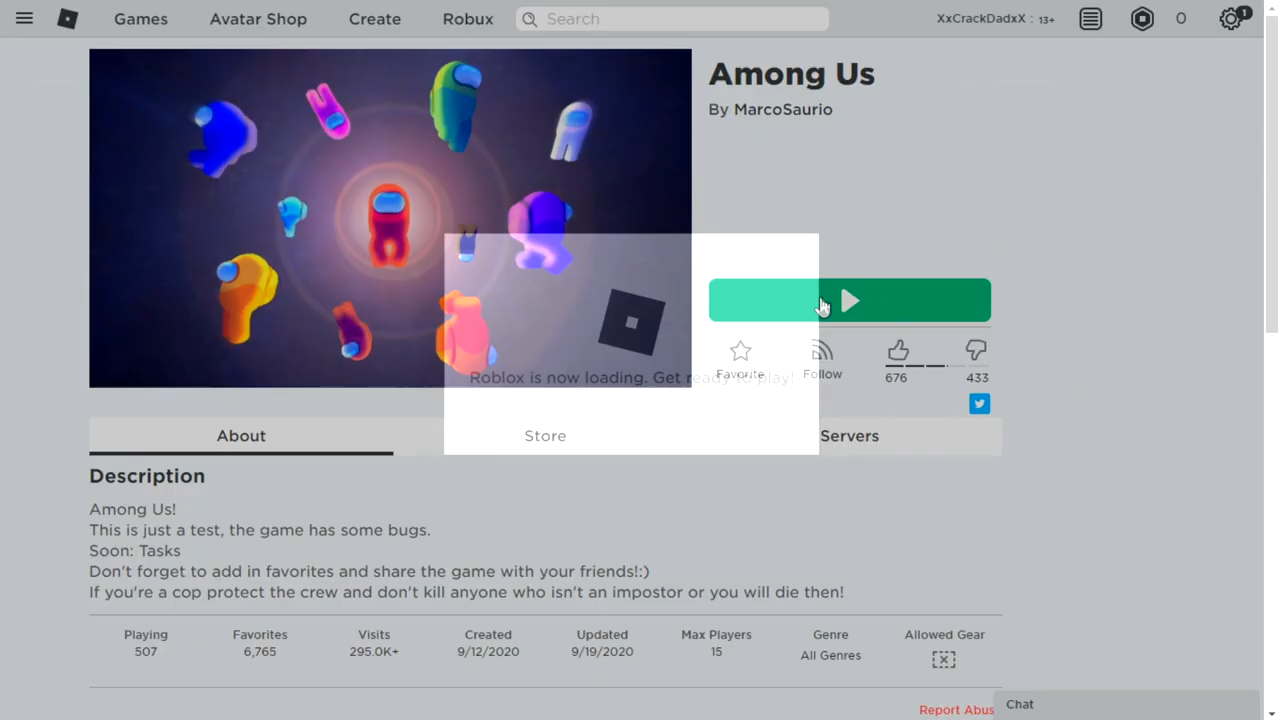 Games Avatar Shop Create Robux Search XxCrackDadxX : 13+ 0 1
Among Us
By MarcoSaurio
Roblox is now loading. Get ready to play!
Favorite Follow 676 433
About Store Servers
Description
Among Us!
This is just a test, the game has some bugs.
Soon: Tasks
Don't forget to add in favorites and share the game with your friends!:)
If you're a cop protect the crew and don't kill anyone who isn't an impostor or you will die then!
Playing Favorites Visits Created Updated Max Players Genre Allowed Gear
507 6,765 295.0K+ 9/12/2020 9/19/2020 15 All Genres
Report Abus
Chat